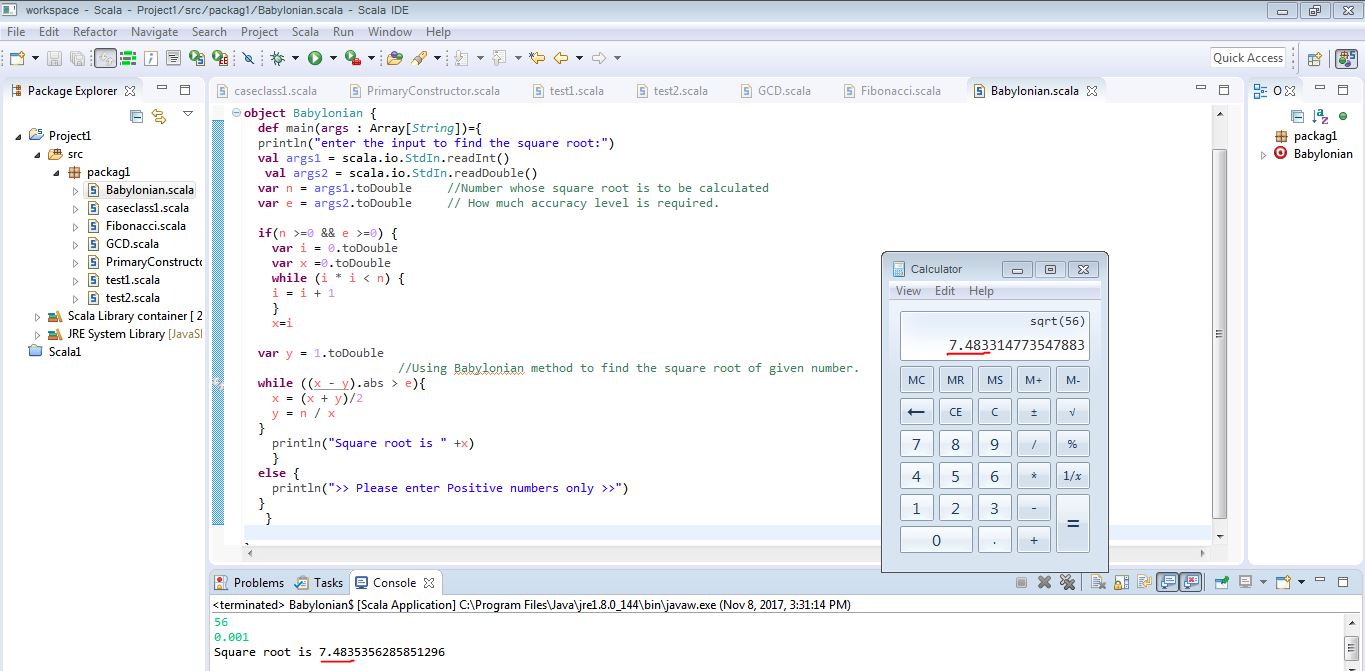 workspace - Scala - Project1/src/packag1/Babylonian.scala - Scala IDE
File Edit Refactor Navigate Search Project Scala Run Window Help
Quick Access
Package Explorer
Project1
src
packag1
Babylonian.scala
caseclass1.scala
Fibonacci.scala
GCD.scala
PrimaryConstructo
test1.scala
test2.scala
Scala Library container [ 2
JRE System Library [JavaSI
Scala1
caseclass1.scala PrimaryConstructor.scala test1.scala test2.scala GCD.scala Fibonacci.scala Babylonian.scala
object Babylonian {
def main(args : Array[String])={
println("enter the input to find the square root:")
val args1 = scala.io.StdIn.readInt()
val args2 = scala.io.StdIn.readDouble()
var n = args1.toDouble //Number whose square root is to be calculated
var e = args2.toDouble // How much accuracy level is required.
if(n >=0 && e >=0) {
var i = 0.toDouble
var x =0.toDouble
while (i * i < n) {
i = i + 1
}
x=i
var y = 1.toDouble
//Using Babylonian method to find the square root of given number.
while ((x - y).abs > e){
x = (x + y)/2
y = n / x
}
println("Square root is " +x)
}
else {
println(">> Please enter Positive numbers only >>")
}
}
O
packag1
Babylonian
Calculator
View Edit Help
sqrt(56)
7.483314773547883
MC MR MS M+ M-
← CE C ± √
7 8 9 / %
4 5 6 * 1/x
1 2 3 - =
0 . +
Problems Tasks Console
<terminated> Babylonian$ [Scala Application] C:\Program Files\Java\jre1.8.0_144\bin\javaw.exe (Nov 8, 2017, 3:31:14 PM)
56
0.001
Square root is 7.4835356285851296